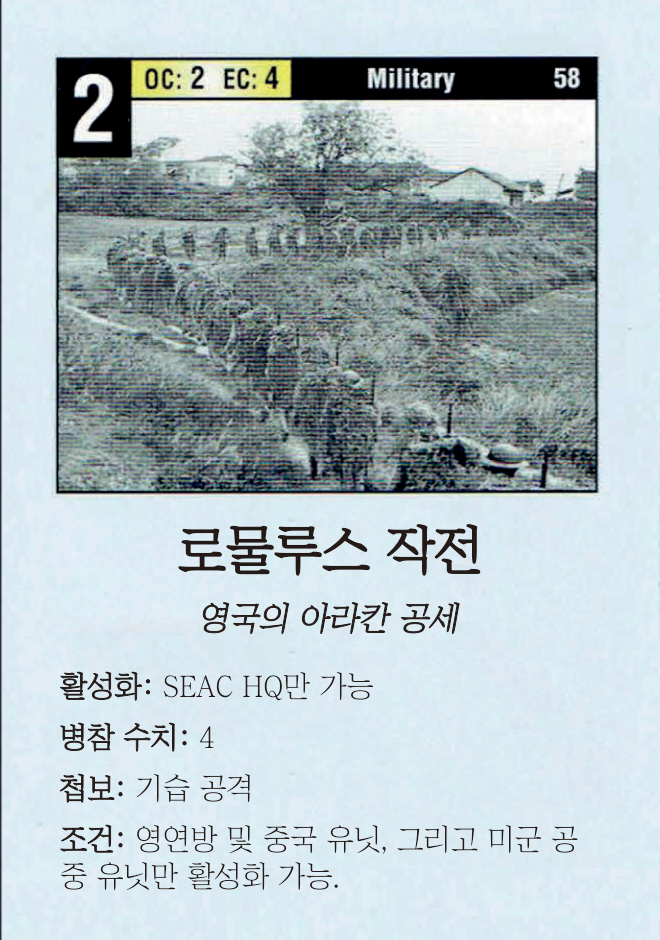 2
OC: 2 EC: 4
Military
58
로물루스 작전
영국의 아라칸 공세
활성화: SEAC HQ만 가능
병참 수치: 4
첩보: 기습 공격
조건: 영연방 및 중국 유닛, 그리고 미군 공
중 유닛만 활성화 가능.